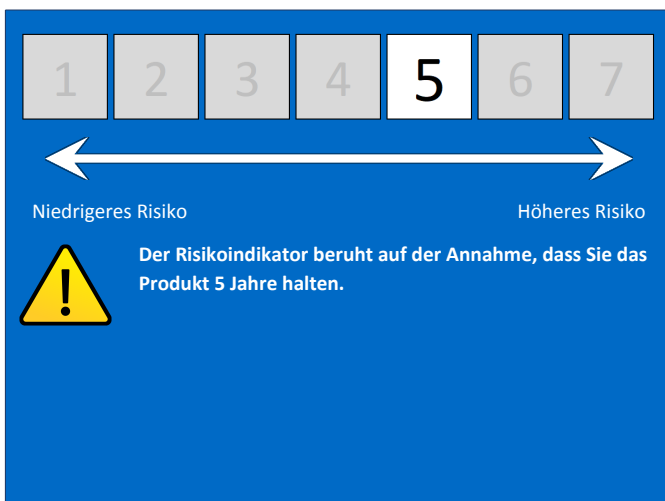 1 2 3 4 5 6 7
Niedrigeres Risiko Höheres Risiko
Der Risikoindikator beruht auf der Annahme, dass Sie das
Produkt 5 Jahre halten.